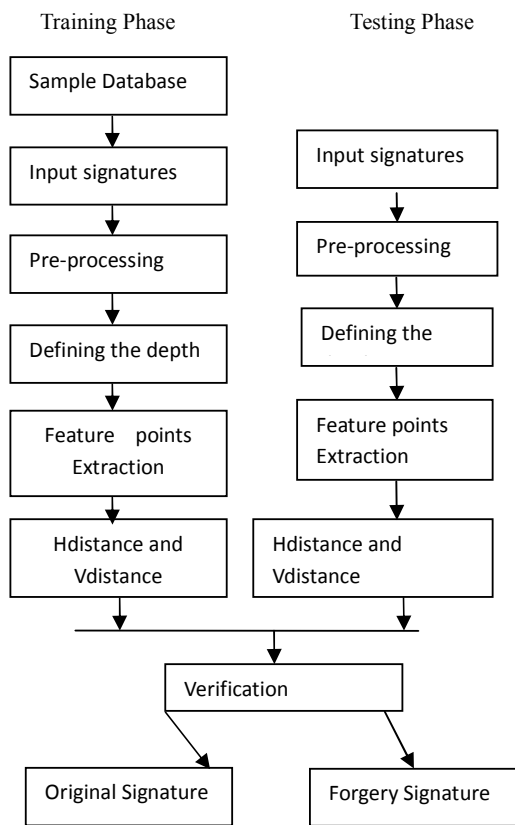 Training Phase
Testing Phase
Sample Database
Input signatures
Pre-processing
Defining the depth
Feature points
Extraction
Hdistance and
Vdistance
Input signatures
Pre-processing
Defining the
Feature points
Extraction
Hdistance and
Vdistance
Verification
Original Signature
Forgery Signature